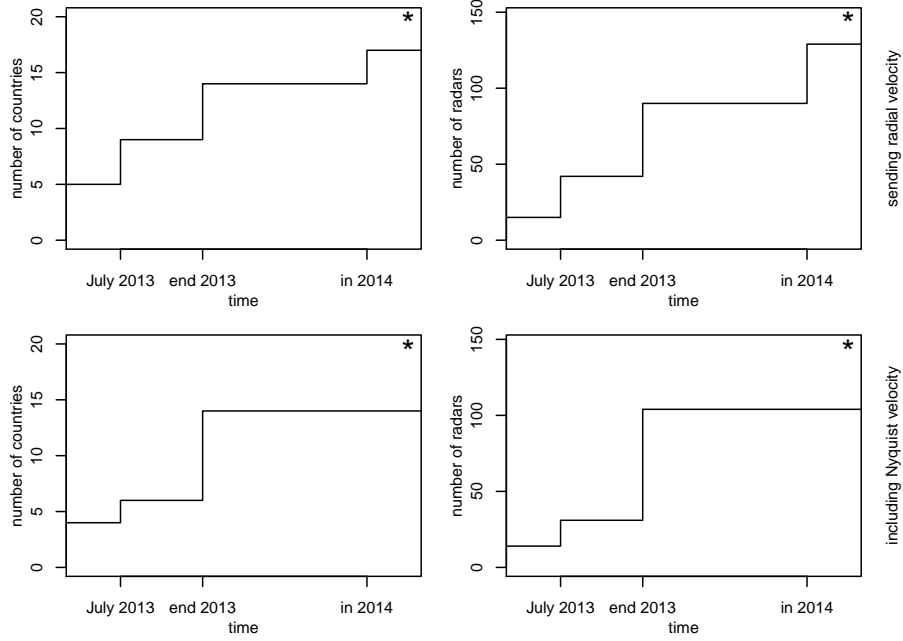 number of countries
20
15
10
5
0
*
July 2013 end 2013 in 2014
time
number of radars
150
100
50
0
*
July 2013 end 2013 in 2014
time
sending radial velocity
number of countries
20
15
10
5
0
*
July 2013 end 2013 in 2014
time
number of radars
150
100
50
0
*
July 2013 end 2013 in 2014
time
including Nyquist velocity